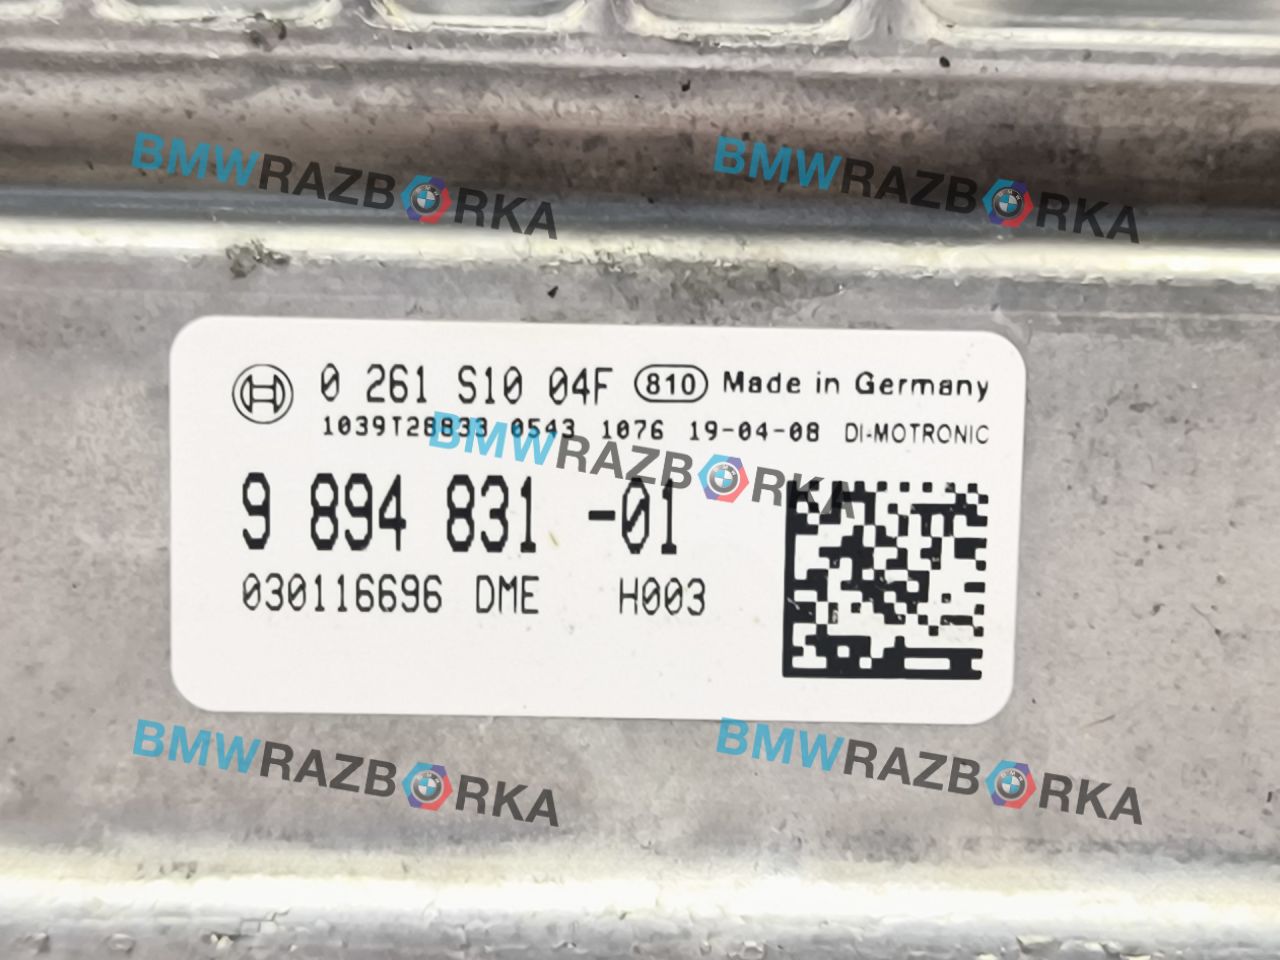 BMWRAZBORKA BMWRAZBORKA
0 261 S10 04F 810 Made in Germany
1039T28833 0543 1076 19-04-08 DI-MOTRONIC
BMWRAZBORKA
9 894 831 -01
030116696 DME H003
BMWRAZBORKA BMWRAZBORKA